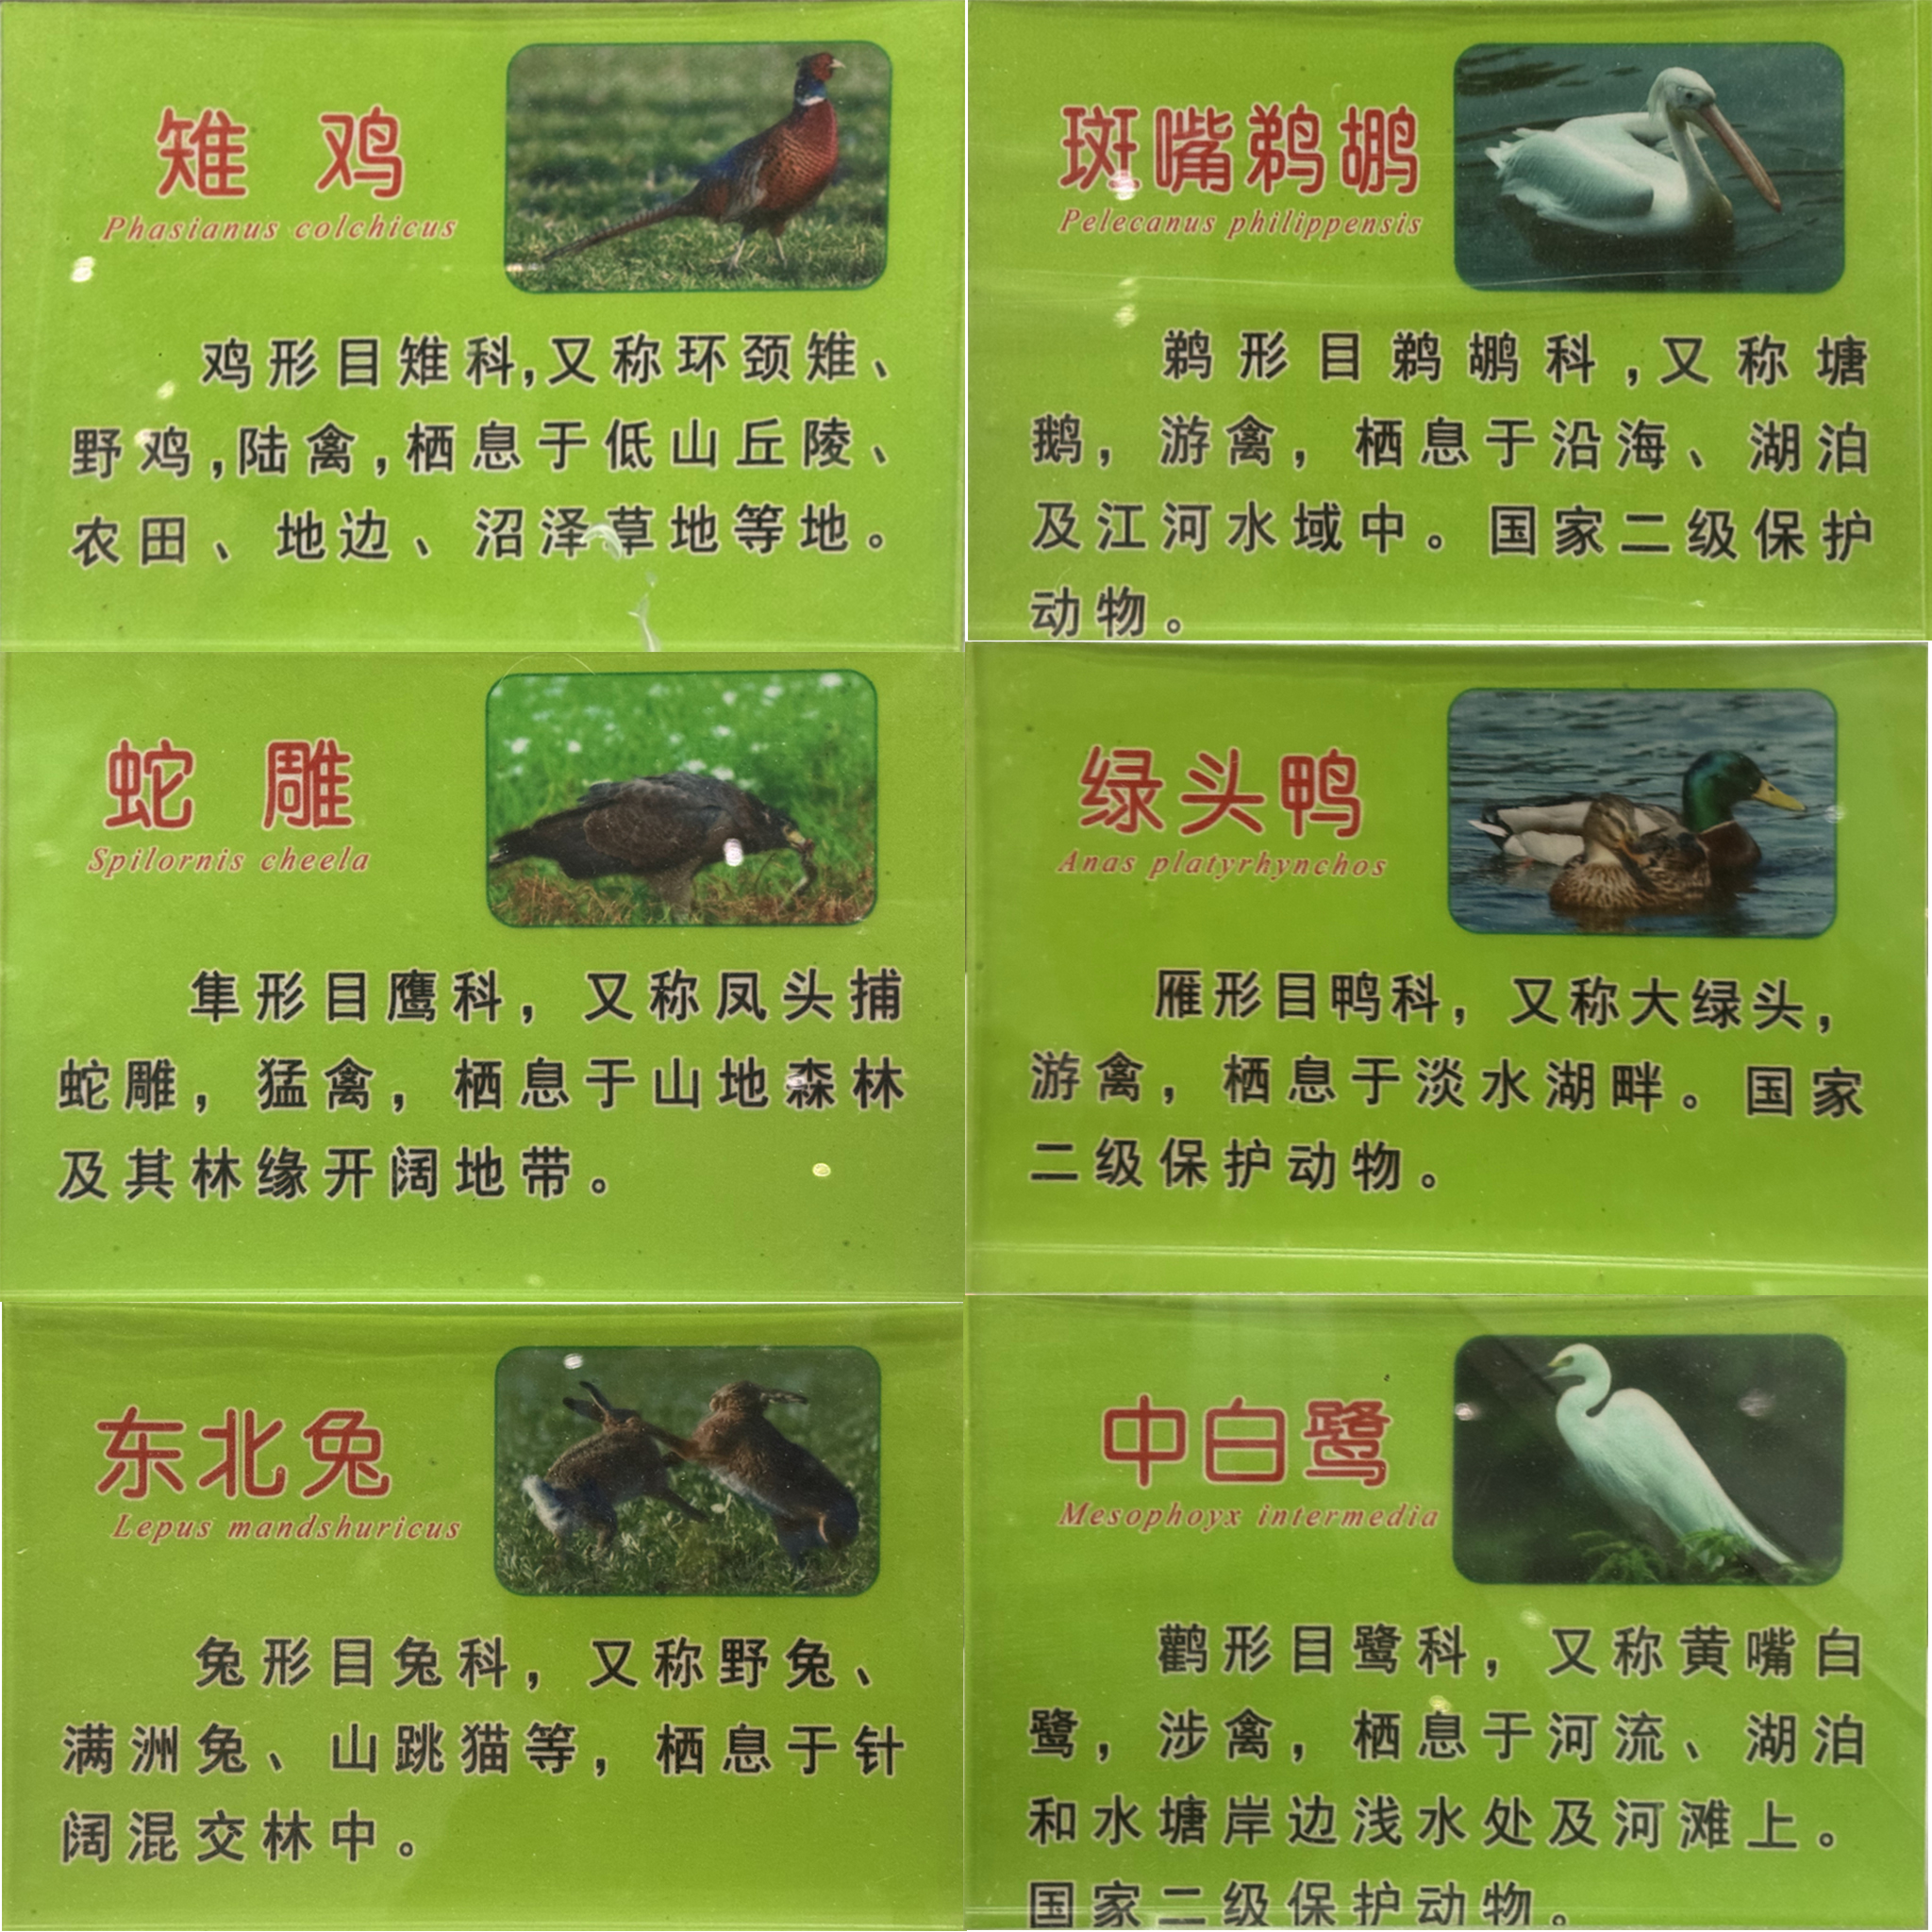 雉 鸡
Phasianus colchicus
鸡形目雉科,又称环颈雉、
野鸡,陆禽,栖息于低山丘陵、
农田、地边、沼泽草地等地。
斑嘴鹈鹕
Pelecanus philippensis
鹈形目鹈鹕科,又称塘
鹅，游禽，栖息于沿海、湖泊
及江河水域中。国家二级保护
动物。
蛇 雕
Spilornis cheela
隼形目鹰科，又称凤头捕
蛇雕，猛禽，栖息于山地森林
及其林缘开阔地带。
绿头鸭
Anas platyrhynchos
雁形目鸭科，又称大绿头，
游禽，栖息于淡水湖畔。国家
二级保护动物。
东北兔
Lepus mandshuricus
兔形目兔科，又称野兔、
满洲兔、山跳猫等，栖息于针
阔混交林中。
中白鹭
Mesophoyx intermedia
鹳形目鹭科，又称黄嘴白
鹭，涉禽，栖息于河流、湖泊
和水塘岸边浅水处及河滩上。
国家二级保护动物。